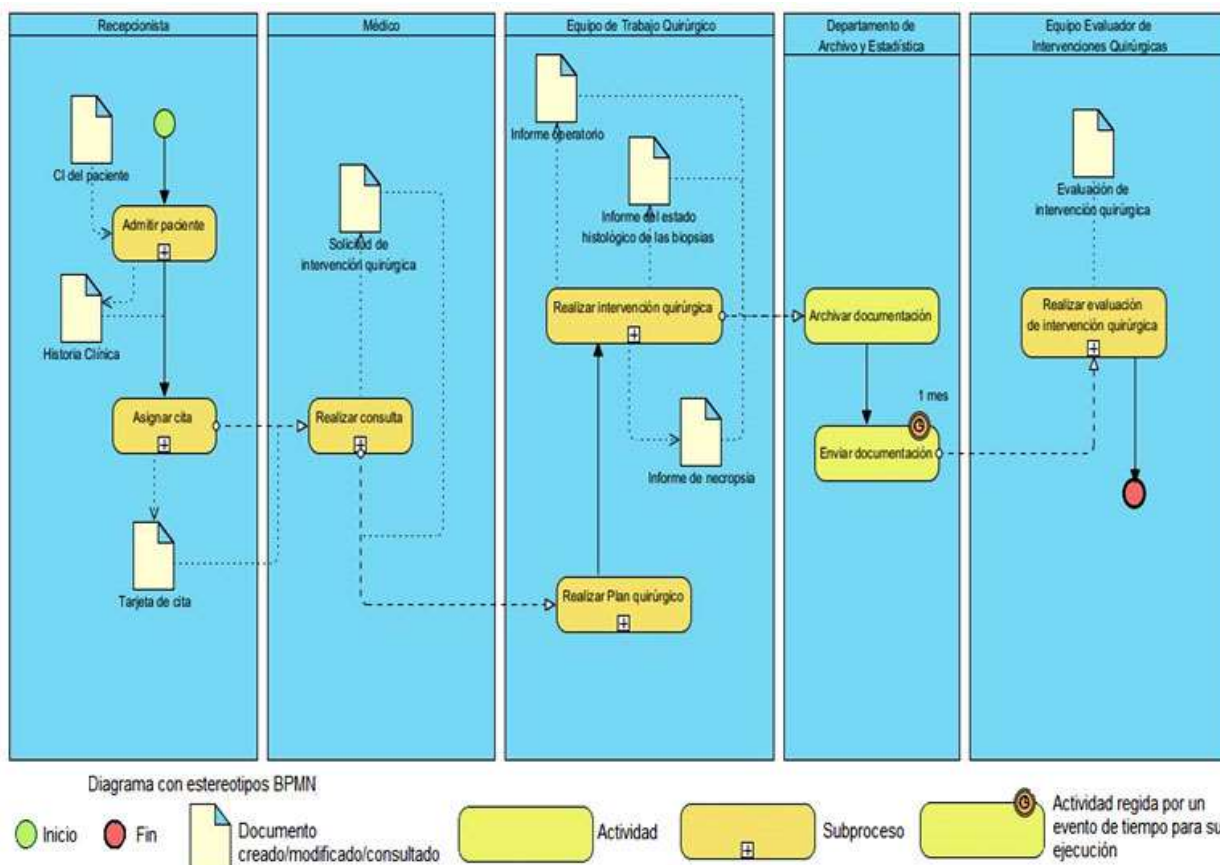 Recepcionista
CI del paciente
Admitir paciente
Historia Clínica
Asignar cita
Tarjeta de cita
Médico
Solicitud de
intervención quirúrgica
Realizar consulta
Equipo de Trabajo Quirúrgico
Informe operatorio
Informe del estado
histológico de las biopsias
Realizar intervención quirúrgica
Informe de necropsia
Realizar Plan quirúrgico
Departamento de
Archivo y Estadística
Archivar documentación
1 mes
Enviar documentación
Equipo Evaluador de
Intervenciones Quirúrgicas
Evaluación de
intervención quirúrgica
Realizar evaluación
de intervención quirúrgica
Diagrama con estereotipos BPMN
Inicio
Fin
Documento
creado/modificado/consultado
Actividad
Subproceso
Actividad regida por un
evento de tiempo para su
ejecución